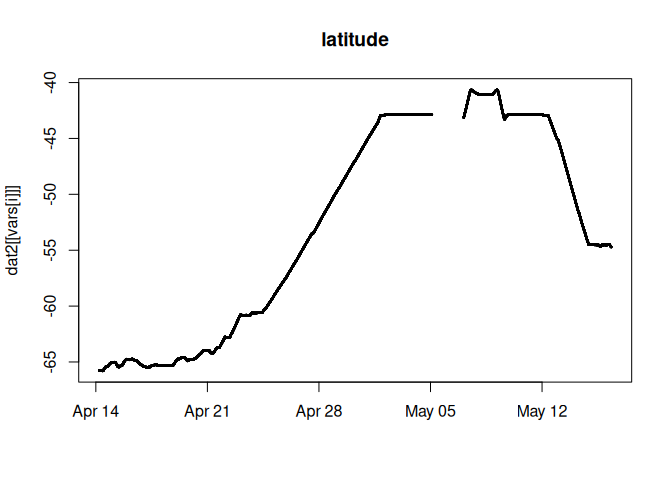 latitude
dat2[[vars[i]]]
-40
-45
-50
-55
-60
-65
Apr 14
Apr 21
Apr 28
May 05
May 12